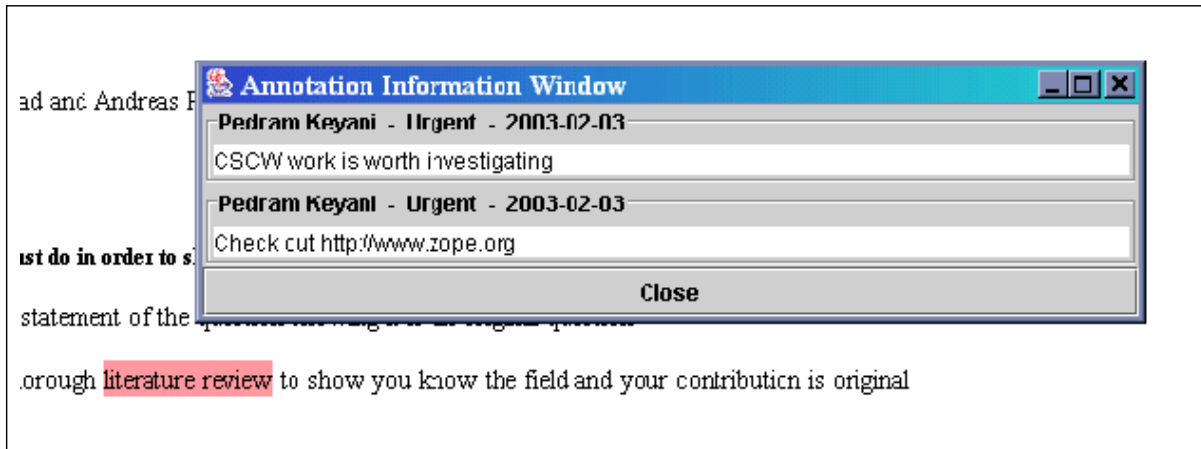 Annotation Information Window
ad and Andreas
Pedram Keyani - Urgent - 2003-02-03
CSCW work is worth investigating
Pedram Keyani - Urgent - 2003-02-03
Check out http://www.zope.org
ust do in order to s
Close
statement of the
orough literature review to show you know the field and your contribution is original